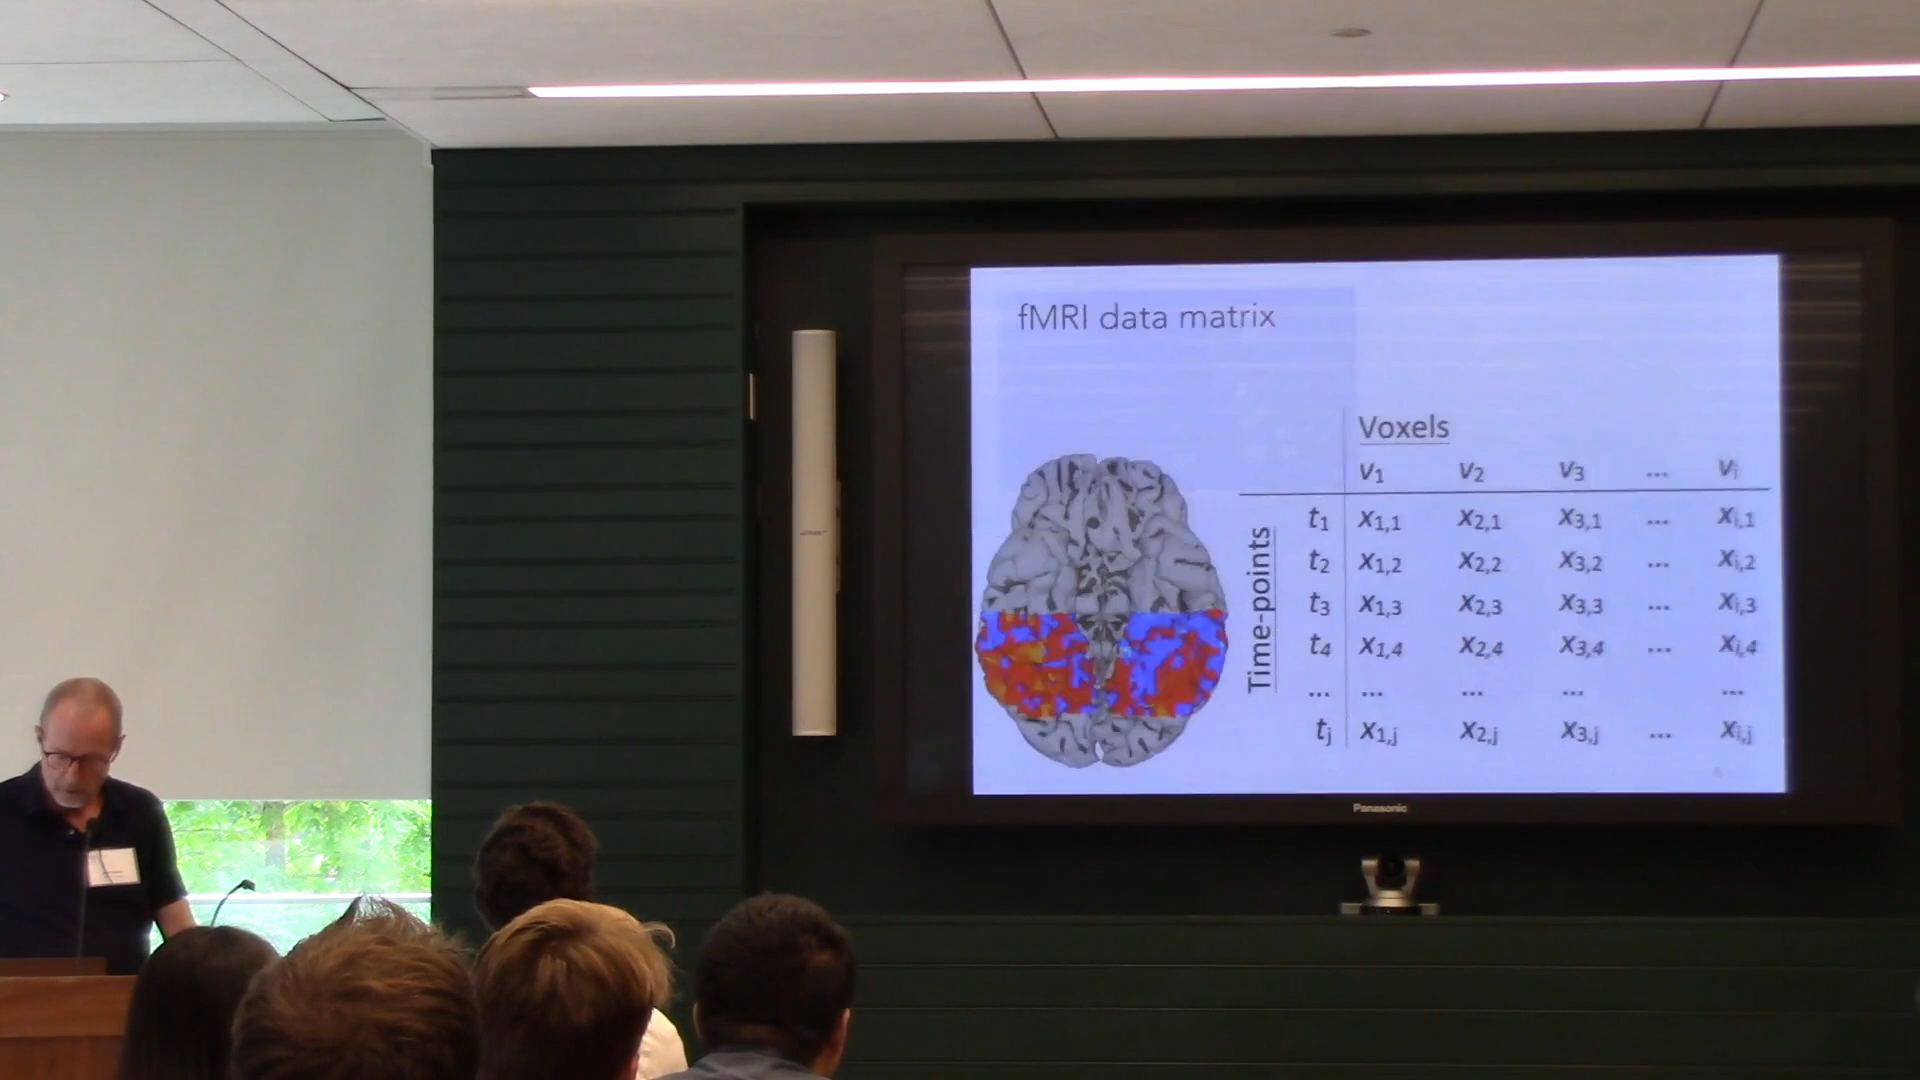 fMRI data matrix
Voxels
v1 v2 v3 ... vi
Time-points
t1 x1,1 x2,1 x3,1 ... xi,1
t2 x1,2 x2,2 x3,2 ... xi,2
t3 x1,3 x2,3 x3,3 ... xi,3
t4 x1,4 x2,4 x3,4 ... xi,4
... ... ... ... ...
tj x1,j x2,j x3,j ... xi,j
Panasonic